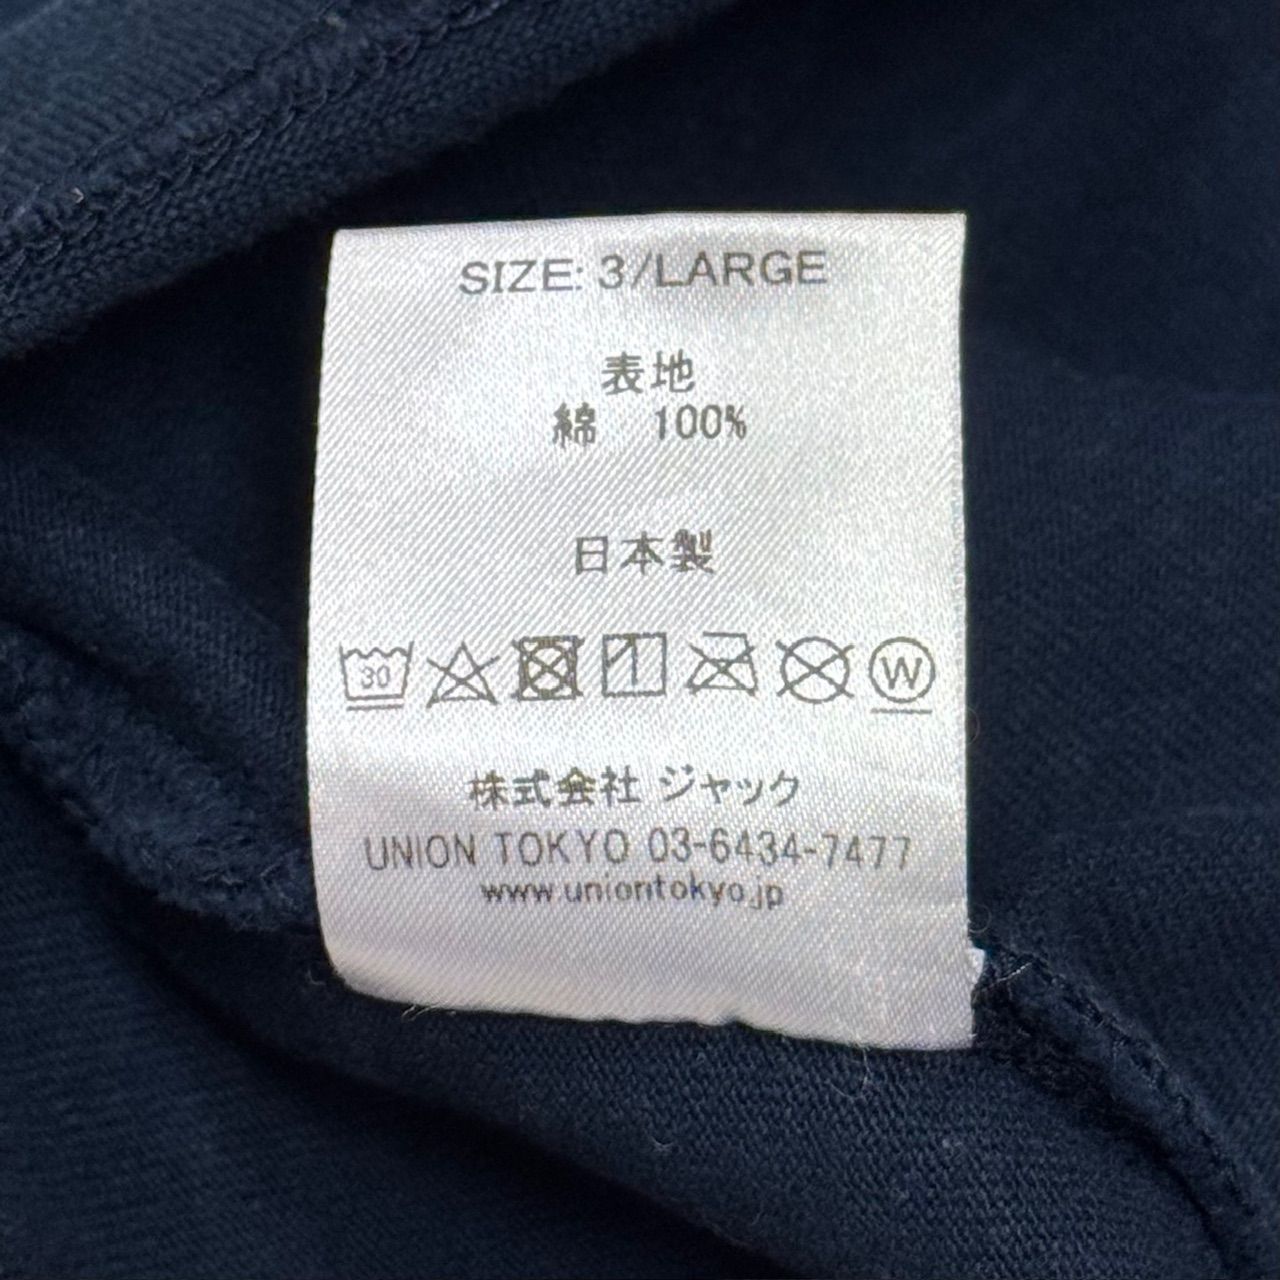 SIZE: 3/LARGE
表地
綿　100%
日本製
30
W
株式会社 ジャック
UNION TOKYO 03-6434-7477
www.uniontokyo.jp